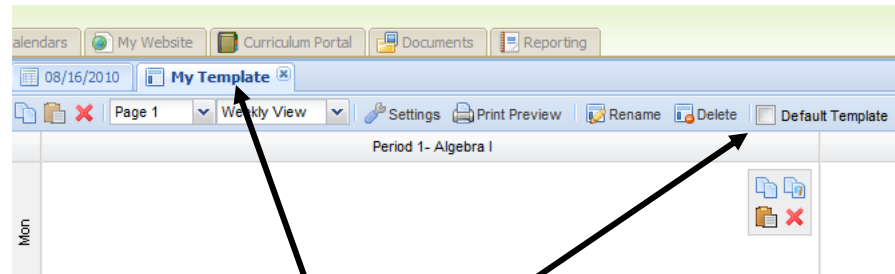 alendars My Website Curriculum Portal Documents Reporting
08/16/2010 My Template
Page 1 Weekly View Settings Print Preview Rename Delete Default Template
Period 1- Algebra I
Mon